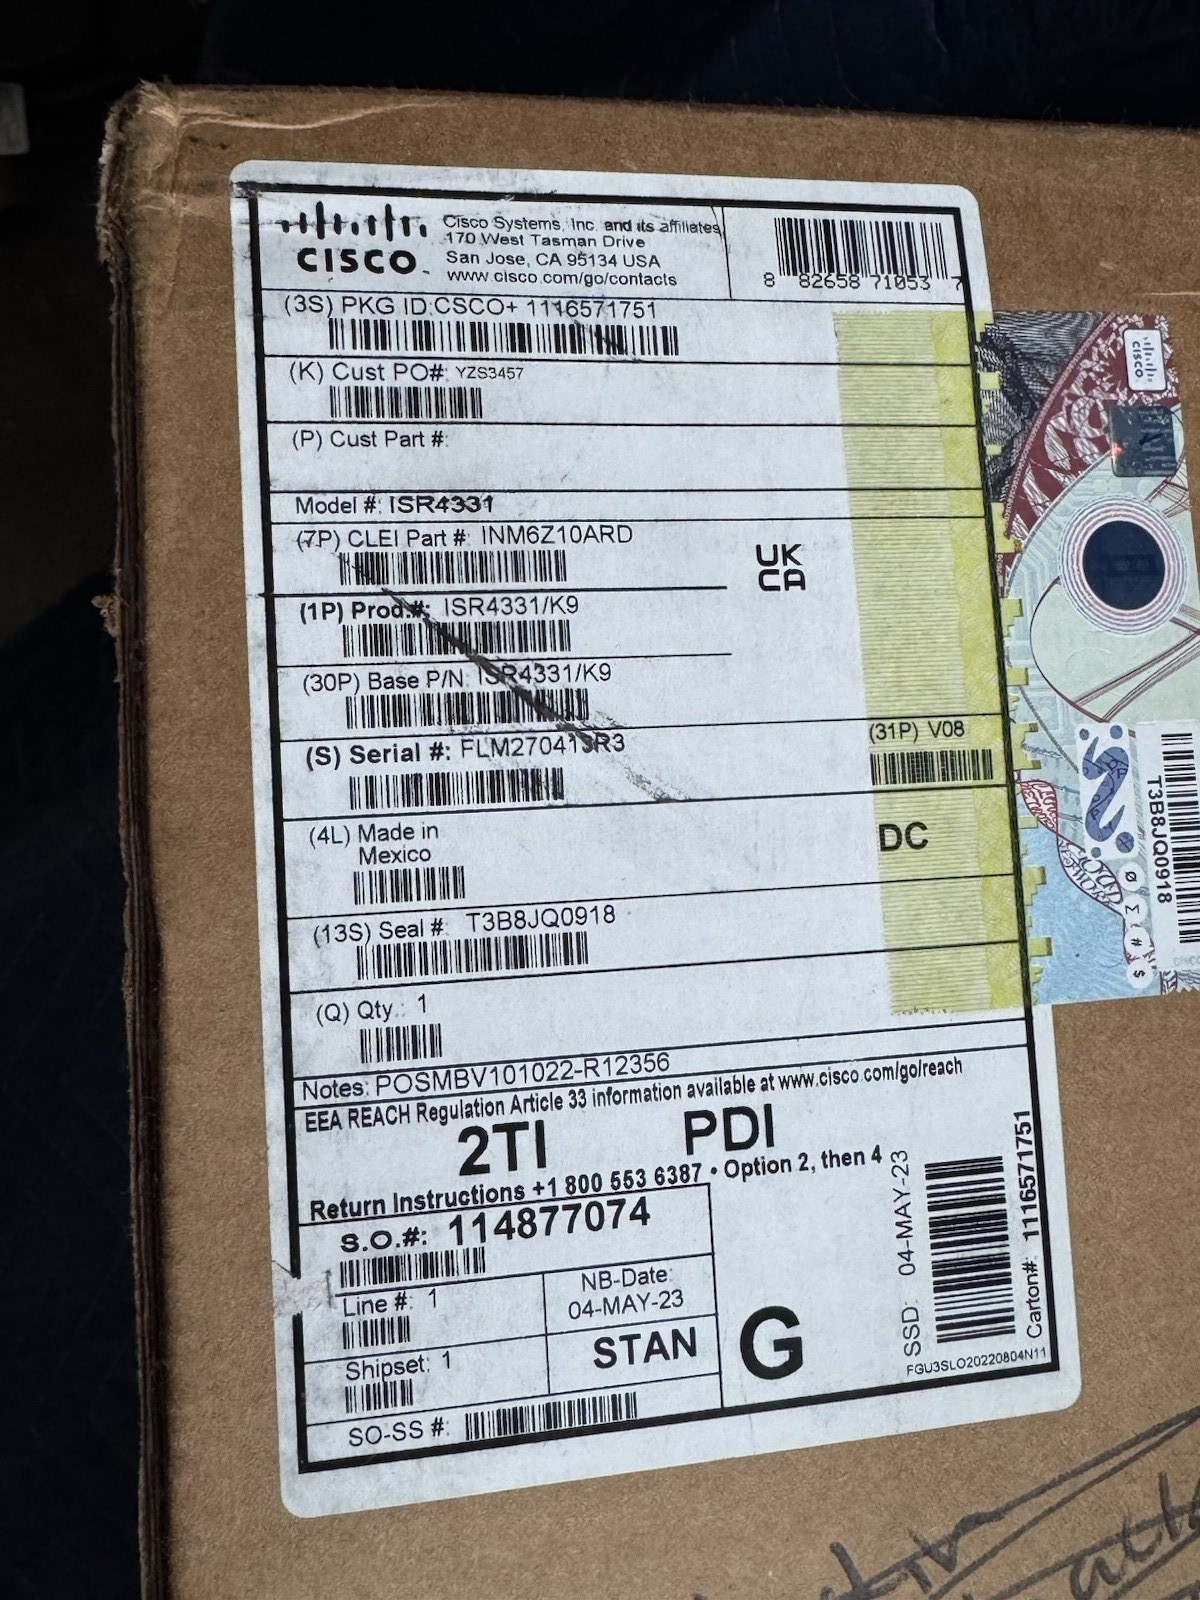 CISCO
Cisco Systems, Inc. and its affiliates
170 West Tasman Drive
San Jose, CA 95134 USA
www.cisco.com/go/contacts
8 82658 71053 7
(3S) PKG ID:CSCO+ 1116571751
(K) Cust PO#: YZS3457
(P) Cust Part #:
Model #: ISR4331
(7P) CLEI Part #: INM6Z10ARD
UK
CA
(1P) Prod.#: ISR4331/K9
(30P) Base P/N: ISR4331/K9
(S) Serial #: FLM270413R3
(31P) V08
(4L) Made in
Mexico
DC
(13S) Seal #: T3B8JQ0918
(Q) Qty.: 1
Notes: POSMBV101022-R12356
EEA REACH Regulation Article 33 information available at www.cisco.com/go/reach
2TI PDI
Return Instructions +1 800 553 6387 • Option 2, then 4
S.O.#: 114877074
Line #: 1
NB-Date:
04-MAY-23
Shipset: 1
STAN
SO-SS #:
G
SSD: 04-MAY-23
Carton#: 1116571751
FGU3SLO20220804N11
CISCO
T3B8JQ0918